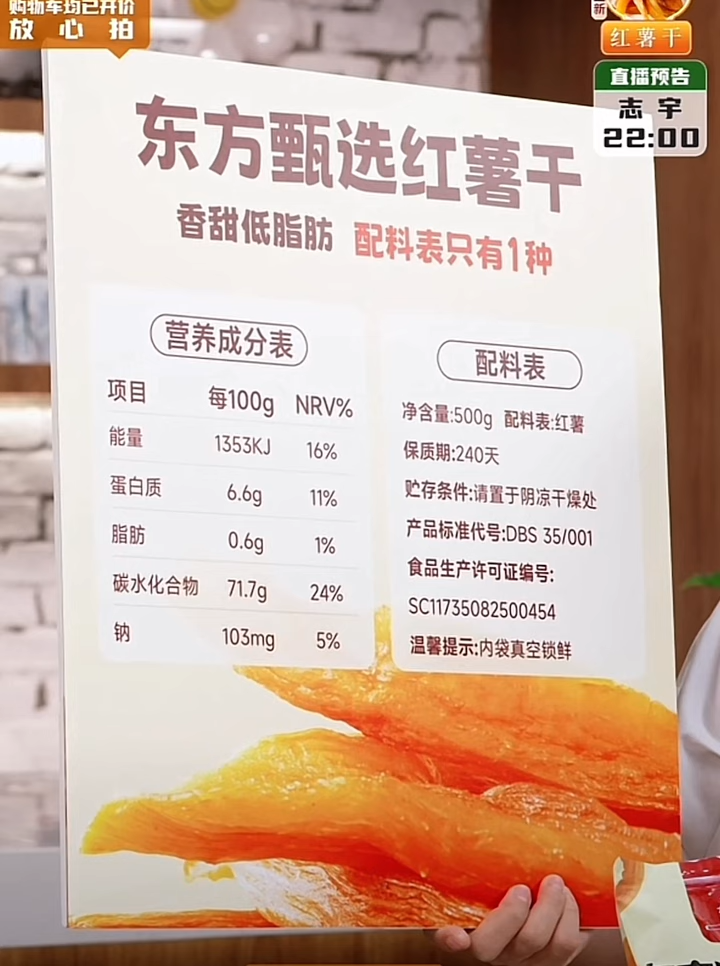 购物车均已开价
放心拍
新
红薯干
直播预告
志宇
22:00
东方甄选红薯干
香甜低脂肪 配料表只有1种
营养成分表
项目 每100g NRV%
能量 1353KJ 16%
蛋白质 6.6g 11%
脂肪 0.6g 1%
碳水化合物 71.7g 24%
钠 103mg 5%
配料表
净含量:500g 配料表:红薯
保质期:240天
贮存条件:请置于阴凉干燥处
产品标准代号:DBS 35/001
食品生产许可证编号:
SC11735082500454
温馨提示:内袋真空锁鲜